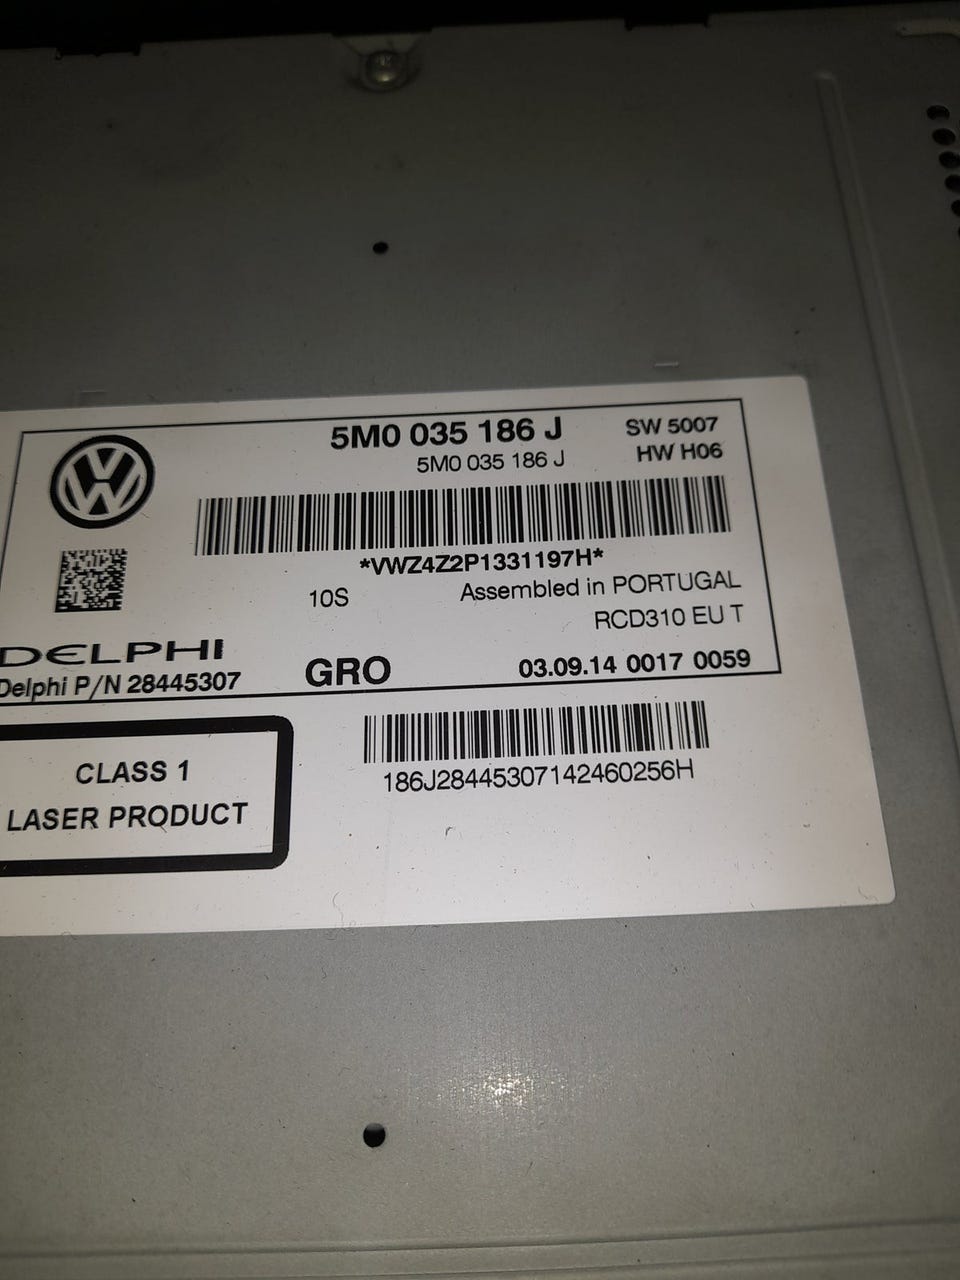 5M0 035 186 J
SW 5007
5M0 035 186 J
HW H06
*VWZ4Z2P1331197H*
10S
Assembled in PORTUGAL
RCD310 EU T
DELPHI
Delphi P/N 28445307
GRO
03.09.14 0017 0059
186J28445307142460256H
CLASS 1
LASER PRODUCT